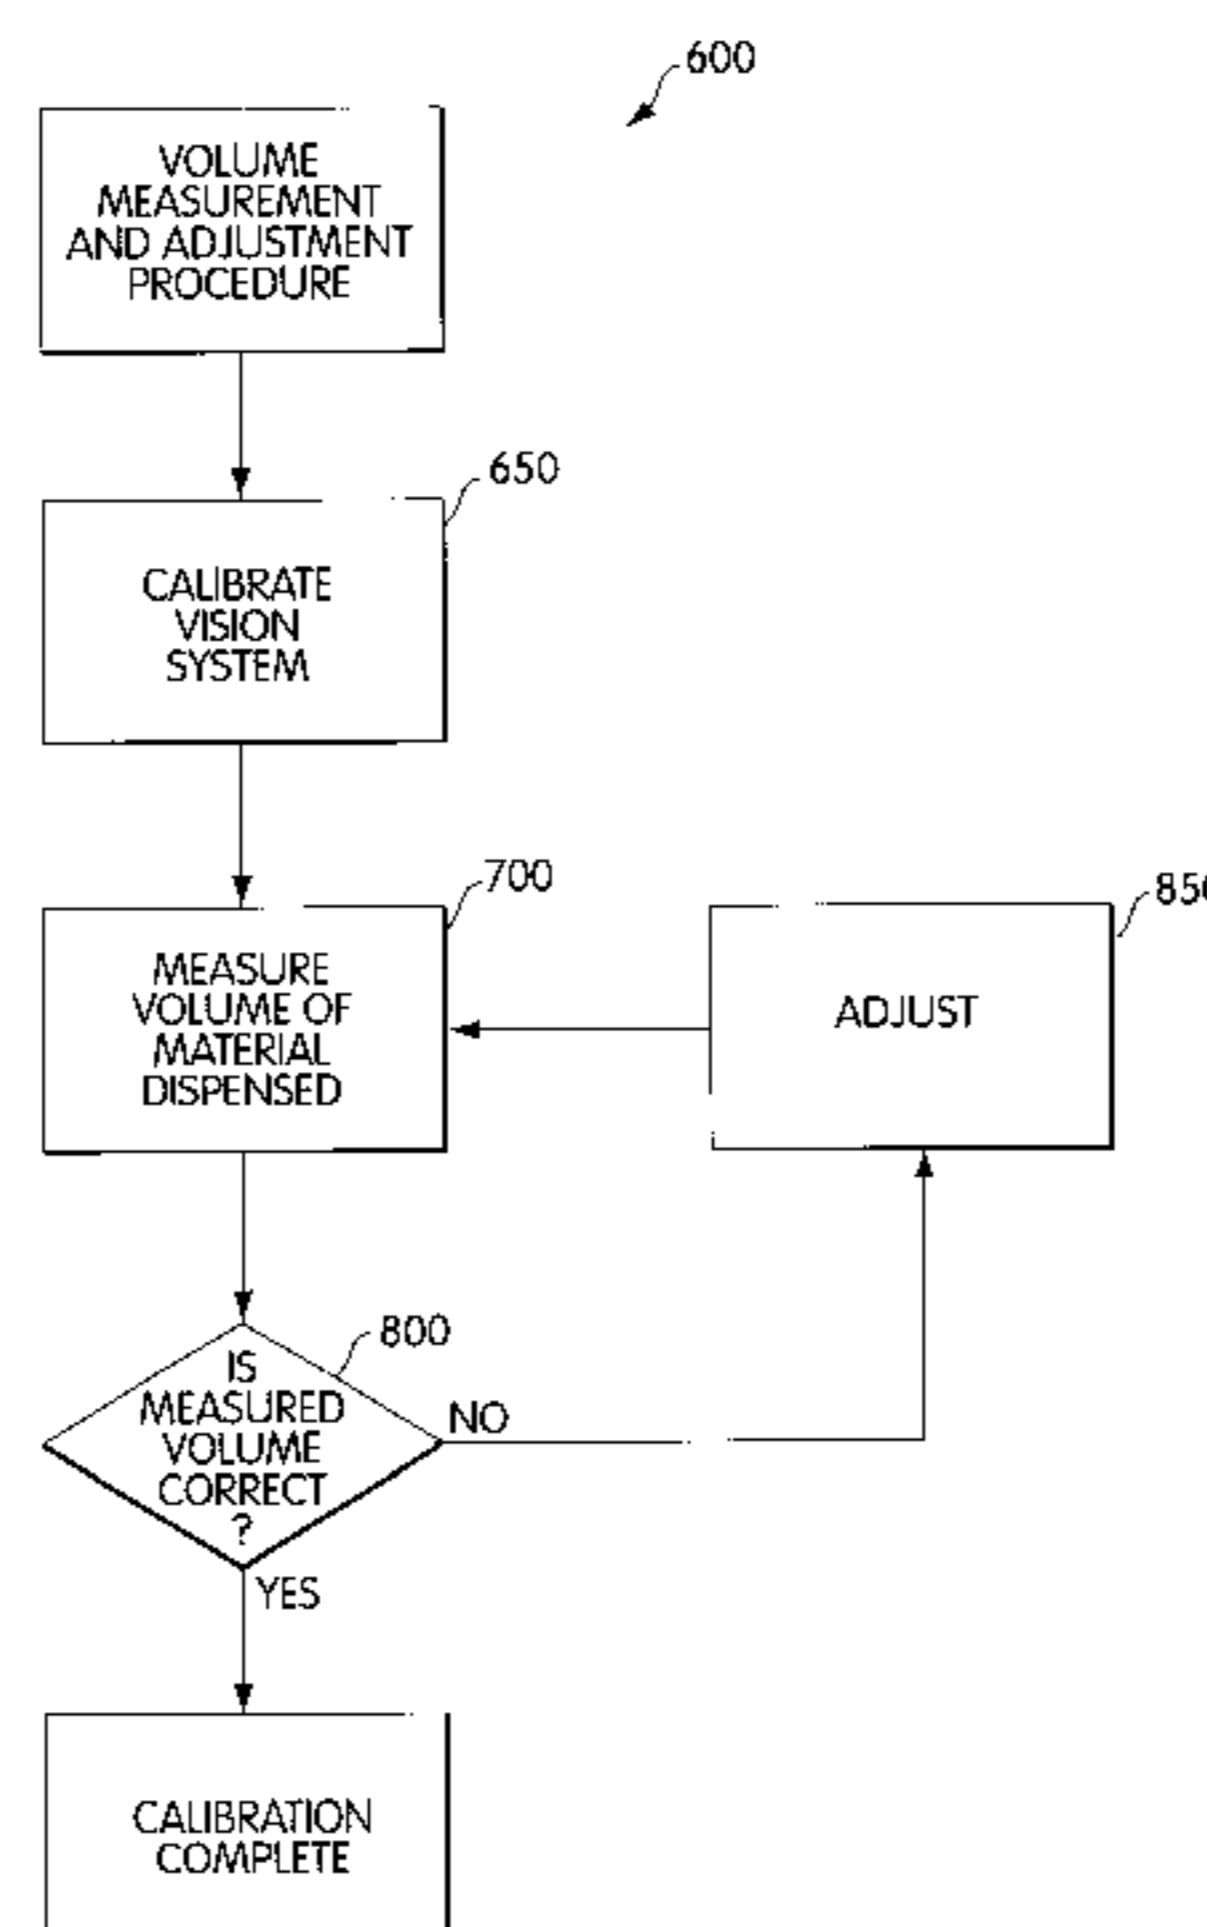 600
VOLUME
MEASUREMENT
AND ADJUSTMENT
PROCEDURE
650
CALIBRATE
VISION
SYSTEM
700
MEASURE
VOLUME OF
MATERIAL
DISPENSED
850
ADJUST
800
IS
MEASURED
VOLUME
CORRECT
?
NO
YES
CALIBRATION
COMPLETE